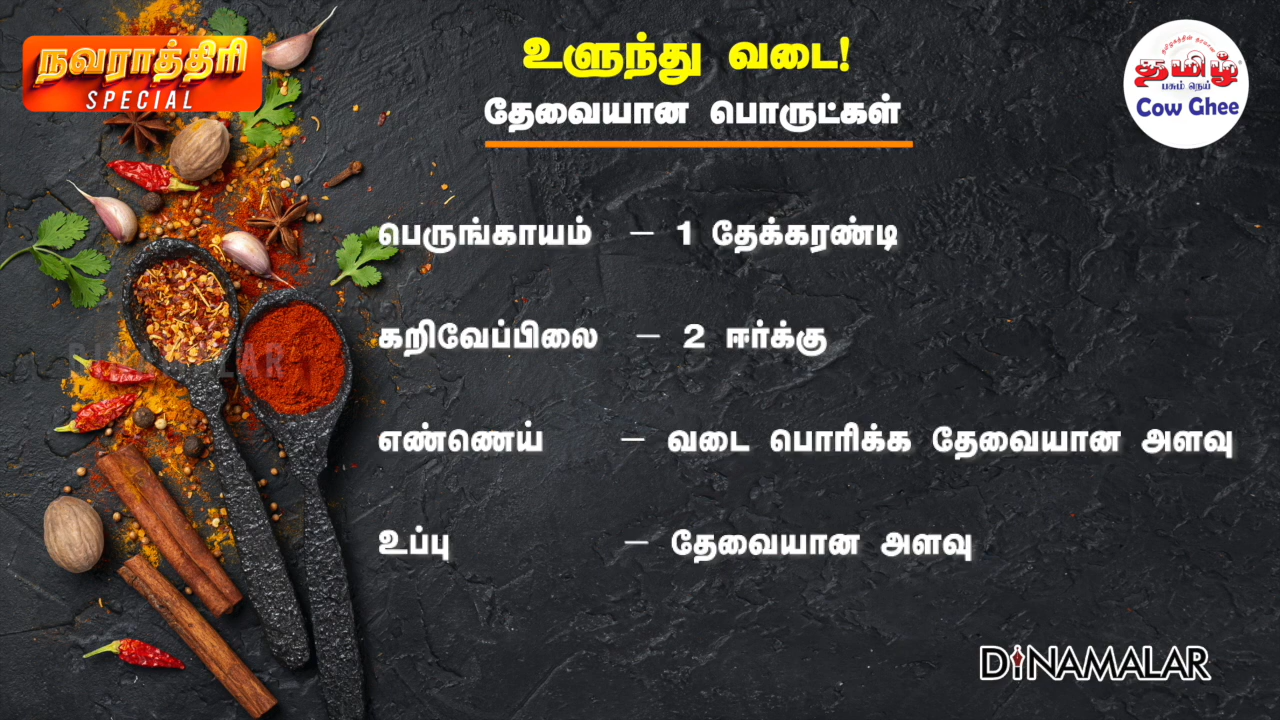 நவராத்திரி
SPECIAL
உளுந்து வடை!
தேவையான பொருட்கள்
தமிழ்
பசும் நெய்
Cow Ghee
பெருங்காயம் – 1 தேக்கரண்டி
கறிவேப்பிலை – 2 ஈர்க்கு
எண்ணெய் – வடை பொரிக்க தேவையான அளவு
உப்பு – தேவையான அளவு
DINAMALAR